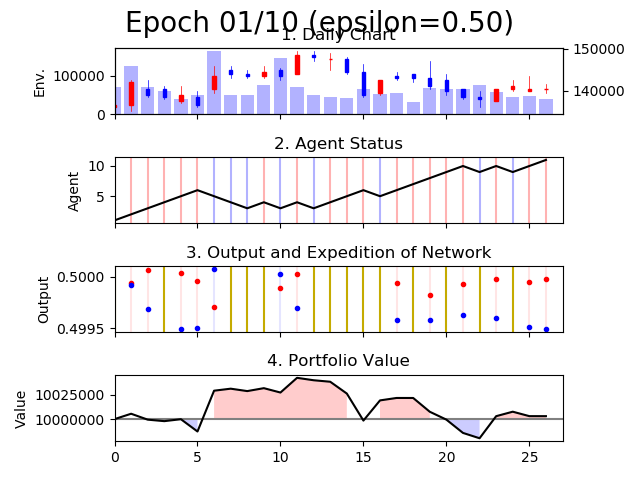 Epoch 01/10 (epsilon=0.50)
1. Daily Chart
Env.
100000
0
150000
140000
2. Agent Status
Agent
10
5
3. Output and Expedition of Network
Output
0.5000
0.4995
4. Portfolio Value
Value
10025000
10000000
0 5 10 15 20 25